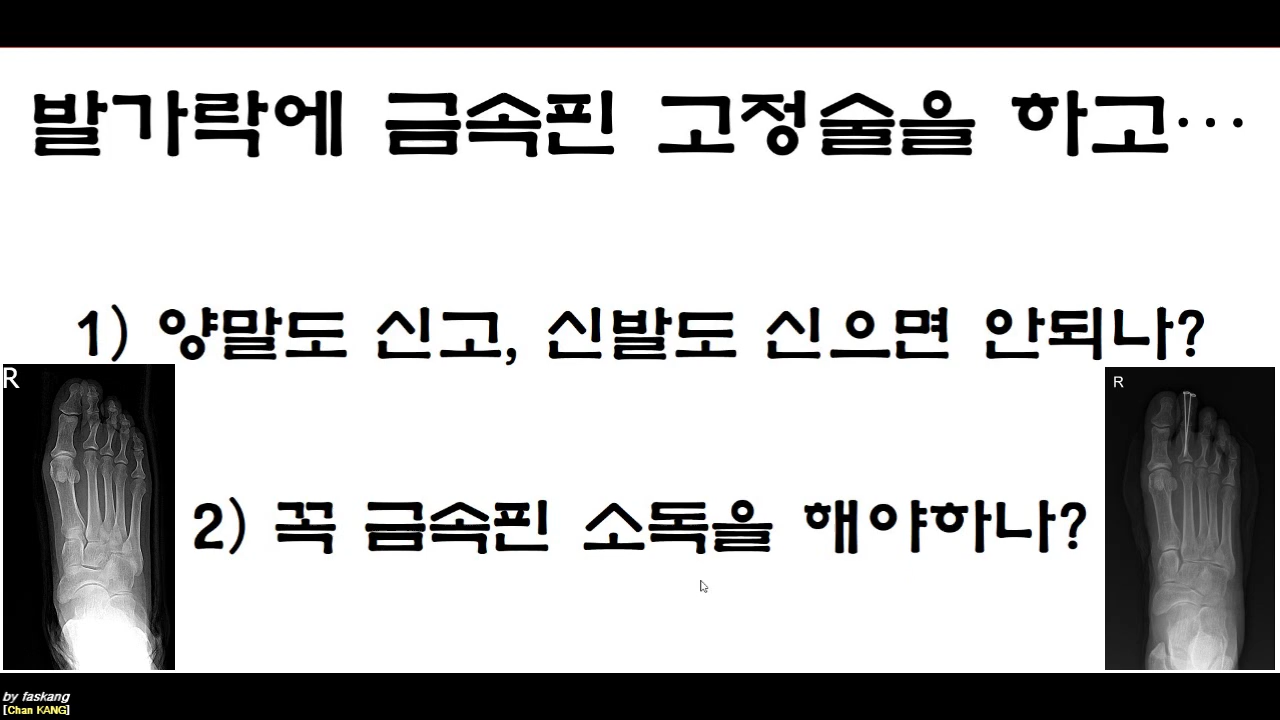 발가락에 금속핀 고정술을 하고…
1) 양말도 신고, 신발도 신으면 안되나?
R
R
2) 꼭 금속핀 소독을 해야하나?
by faskang
[Chan KANG]